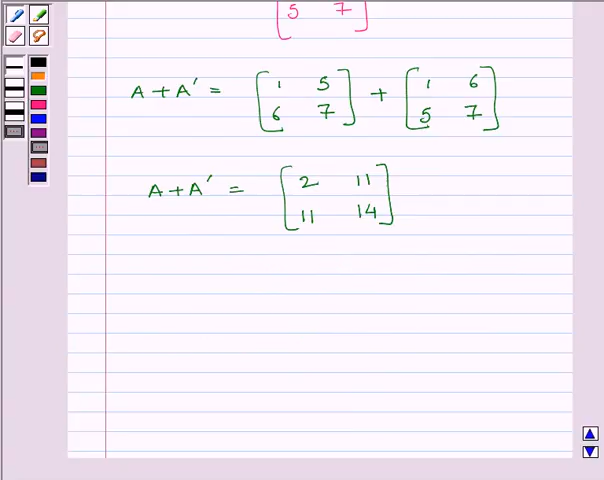 5 7
A + A' = [ 1 5 ] + [ 1 6 ]
[ 6 7 ] [ 5 7 ]
A + A' = [ 2 11 ]
[ 11 14 ]